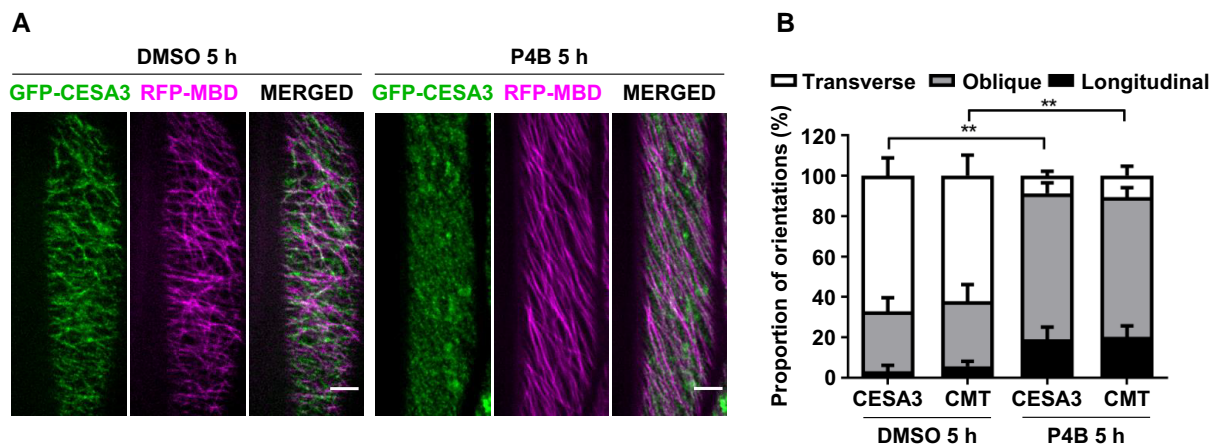 A
DMSO 5 h
P4B 5 h
GFP-CESA3 RFP-MBD MERGED GFP-CESA3 RFP-MBD MERGED
B
Transverse Oblique Longitudinal
**
**
Proportion of orientations (%)
120
100
80
60
40
20
0
CESA3 CMT CESA3 CMT
DMSO 5 h P4B 5 h